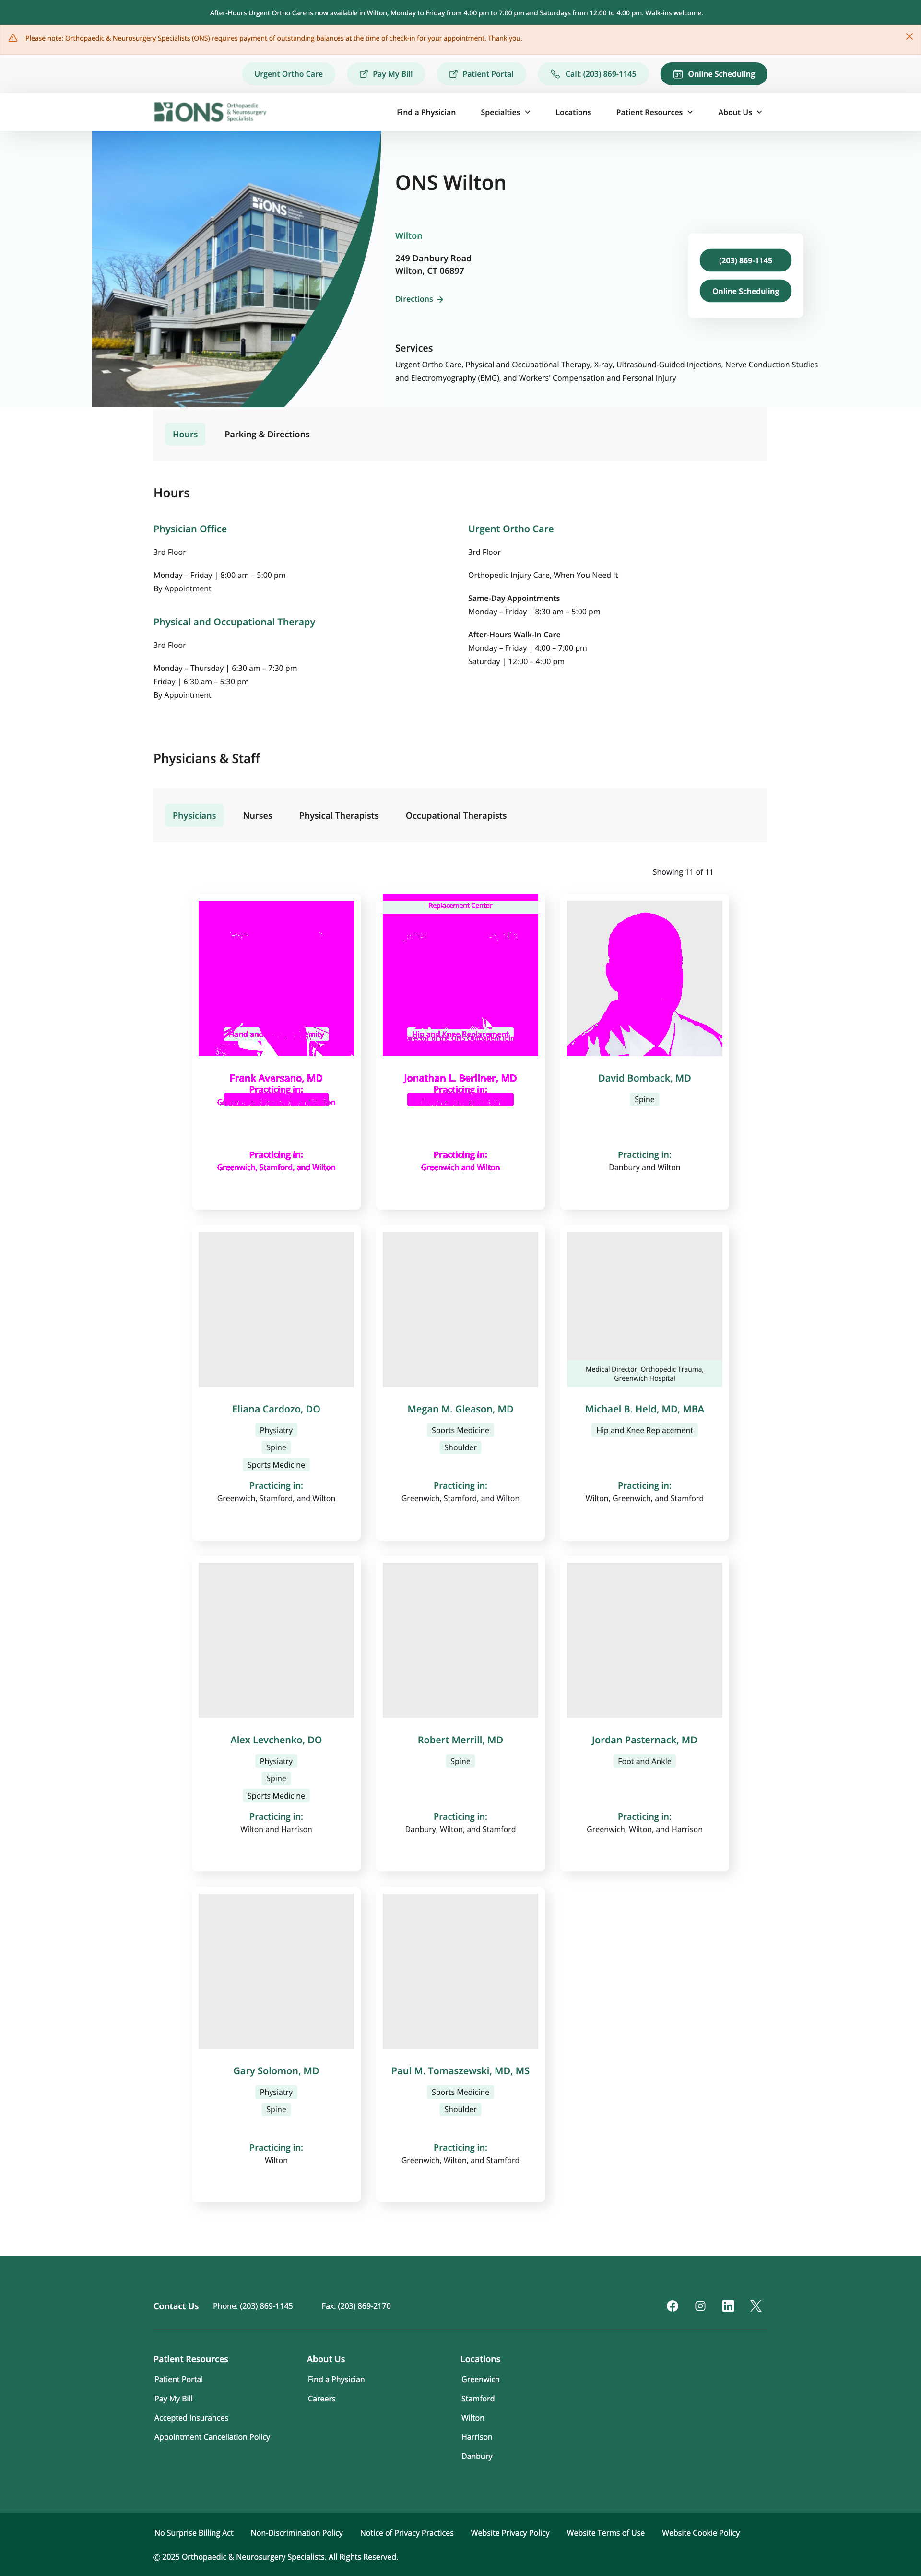 After-Hours Urgent Ortho Care is now available in Wilton, Monday to Friday from 4:00 pm to 7:00 pm and Saturdays from 12:00 to 4:00 pm. Walk-ins welcome.
Please note: Orthopaedic & Neurosurgery Specialists (ONS) requires payment of outstanding balances at the time of check-in for your appointment. Thank you.
Urgent Ortho Care
Pay My Bill
Patient Portal
Call: (203) 869-1145
Online Scheduling
ONS Orthopaedic
& Neurosurgery
Specialists
Find a Physician
Specialties
Locations
Patient Resources
About Us
ONS
ONS Wilton
Wilton
249 Danbury Road
Wilton, CT 06897
Directions
(203) 869-1145
Online Scheduling
Services
Urgent Ortho Care, Physical and Occupational Therapy, X-ray, Ultrasound-Guided Injections, Nerve Conduction Studies
and Electromyography (EMG), and Workers' Compensation and Personal Injury
Hours
Parking & Directions
Hours
Physician Office
3rd Floor
Monday – Friday | 8:00 am – 5:00 pm
By Appointment
Physical and Occupational Therapy
3rd Floor
Monday – Thursday | 6:30 am – 7:30 pm
Friday | 6:30 am – 5:30 pm
By Appointment
Urgent Ortho Care
3rd Floor
Orthopedic Injury Care, When You Need It
Same-Day Appointments
Monday – Friday | 8:30 am – 5:00 pm
After-Hours Walk-In Care
Monday – Friday | 4:00 – 7:00 pm
Saturday | 12:00 – 4:00 pm
Physicians & Staff
Physicians
Nurses
Physical Therapists
Occupational Therapists
Showing 11 of 11
Hand and
Frank Aversano, MD
Practicing in:
Practicing in:
Greenwich, Stamford, and Wilton
Replacement Center
Hip and Knee Replacement
Jonathan L. Berliner, MD
Practicing in:
Practicing in:
Greenwich and Wilton
David Bomback, MD
Spine
Practicing in:
Danbury and Wilton
Eliana Cardozo, DO
Physiatry
Spine
Sports Medicine
Practicing in:
Greenwich, Stamford, and Wilton
Megan M. Gleason, MD
Sports Medicine
Shoulder
Practicing in:
Greenwich, Stamford, and Wilton
Medical Director, Orthopedic Trauma,
Greenwich Hospital
Michael B. Held, MD, MBA
Hip and Knee Replacement
Practicing in:
Wilton, Greenwich, and Stamford
Alex Levchenko, DO
Physiatry
Spine
Sports Medicine
Practicing in:
Wilton and Harrison
Robert Merrill, MD
Spine
Practicing in:
Danbury, Wilton, and Stamford
Jordan Pasternack, MD
Foot and Ankle
Practicing in:
Greenwich, Wilton, and Harrison
Gary Solomon, MD
Physiatry
Spine
Practicing in:
Wilton
Paul M. Tomaszewski, MD, MS
Sports Medicine
Shoulder
Practicing in:
Greenwich, Wilton, and Stamford
Contact Us
Phone: (203) 869-1145
Fax: (203) 869-2170
Patient Resources
Patient Portal
Pay My Bill
Accepted Insurances
Appointment Cancellation Policy
About Us
Find a Physician
Careers
Locations
Greenwich
Stamford
Wilton
Harrison
Danbury
No Surprise Billing Act
Non-Discrimination Policy
Notice of Privacy Practices
Website Privacy Policy
Website Terms of Use
Website Cookie Policy
© 2025 Orthopaedic & Neurosurgery Specialists. All Rights Reserved.